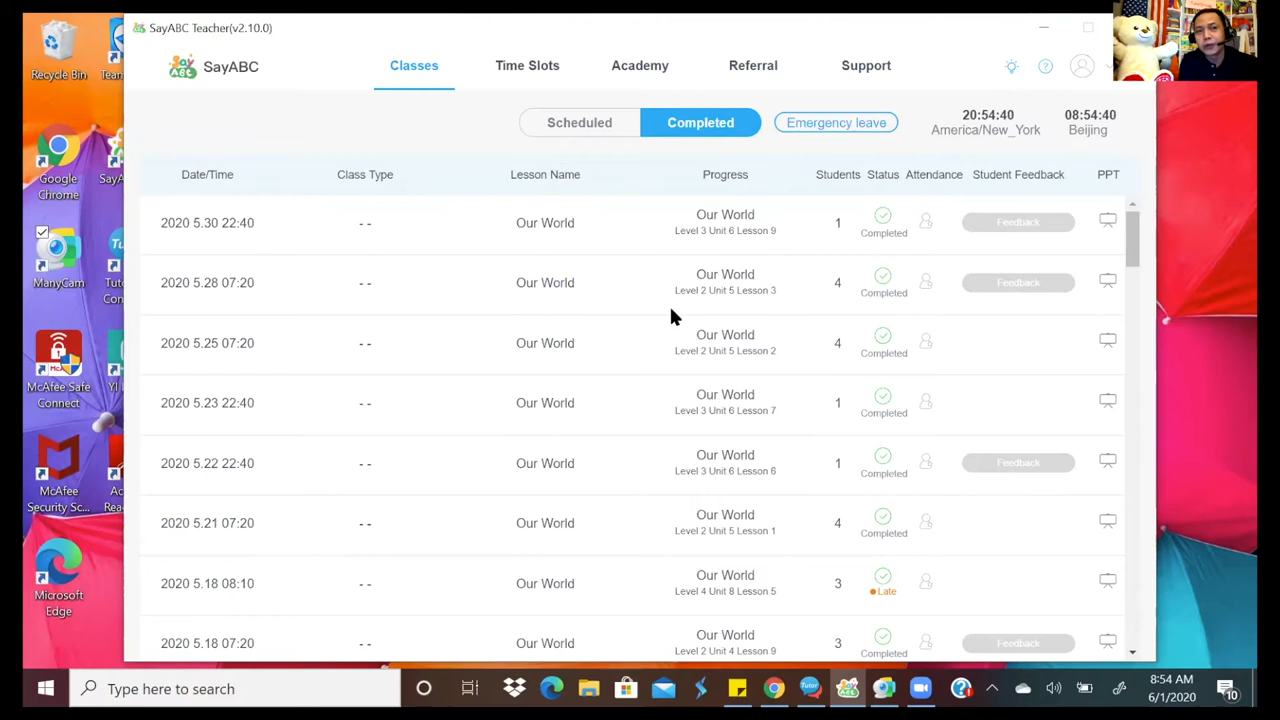 SayABC Teacher(v2.10.0)
SayABC
Classes
Time Slots
Academy
Referral
Support
Scheduled
Completed
Emergency leave
20:54:40
America/New_York
08:54:40
Beijing
Date/Time
Class Type
Lesson Name
Progress
Students
Status
Attendance
Student Feedback
PPT
2020 5.30 22:40
- -
Our World
Our World
Level 3 Unit 6 Lesson 9
1
Completed
Feedback
2020 5.28 07:20
- -
Our World
Our World
Level 2 Unit 5 Lesson 3
4
Completed
Feedback
2020 5.25 07:20
- -
Our World
Our World
Level 2 Unit 5 Lesson 2
4
Completed
2020 5.23 22:40
- -
Our World
Our World
Level 3 Unit 6 Lesson 7
1
Completed
2020 5.22 22:40
- -
Our World
Our World
Level 3 Unit 6 Lesson 6
1
Completed
Feedback
2020 5.21 07:20
- -
Our World
Our World
Level 2 Unit 5 Lesson 1
4
Completed
2020 5.18 08:10
- -
Our World
Our World
Level 4 Unit 8 Lesson 5
3
Late
2020 5.18 07:20
- -
Our World
Our World
Level 2 Unit 4 Lesson 9
3
Completed
Feedback
Recycle Bin
Team
Google
Chrome
SayA
ManyCam
Tuto
Con...
McAfee Safe
Connect
YI
McAfee
Security Sc...
Ac
Rea
Microsoft
Edge
Type here to search
Tutor
8:54 AM
6/1/2020
10